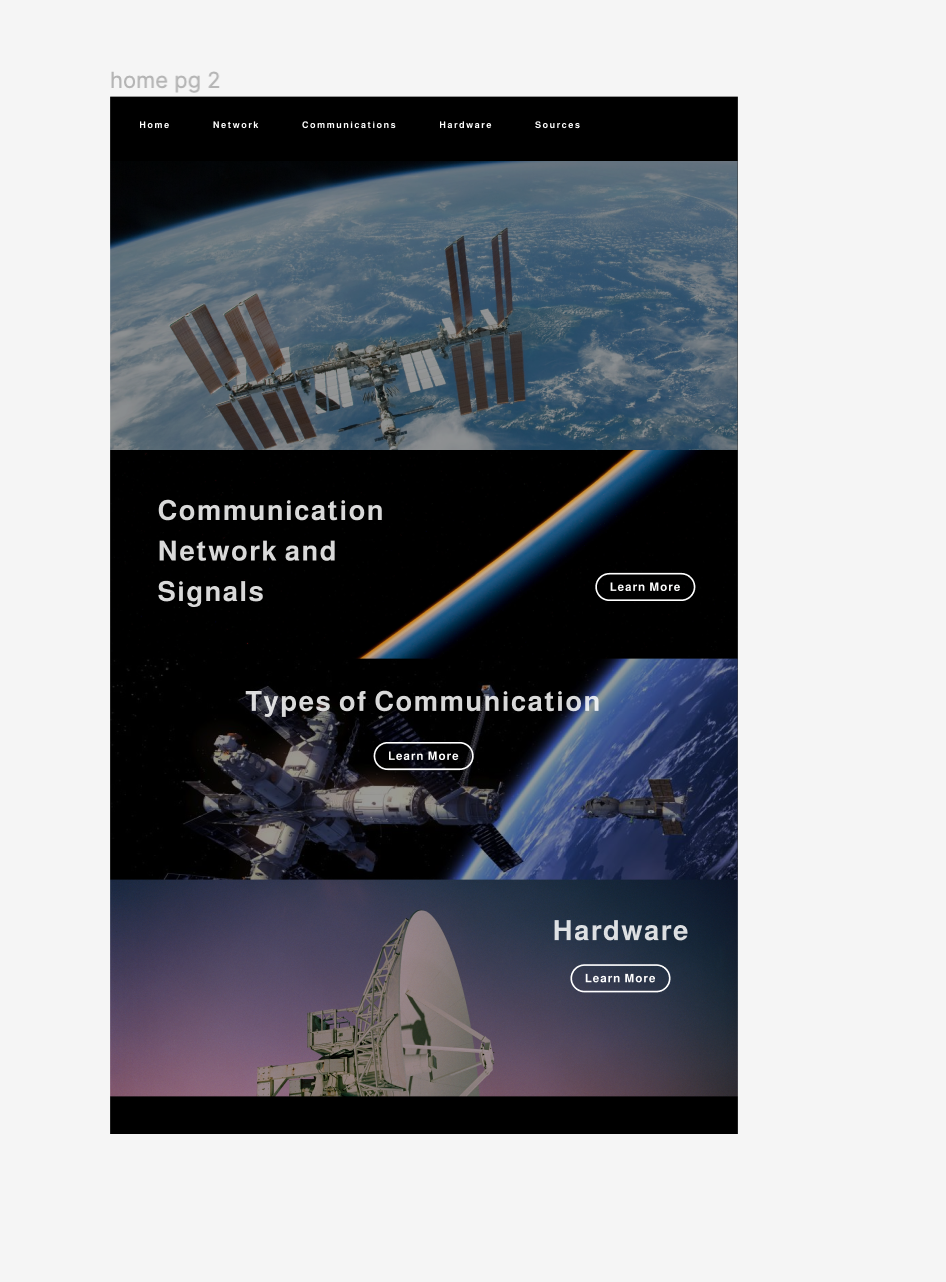 home pg 2
Home Network Communications Hardware Sources
Communication
Network and
Signals
Learn More
Types of Communication
Learn More
Hardware
Learn More